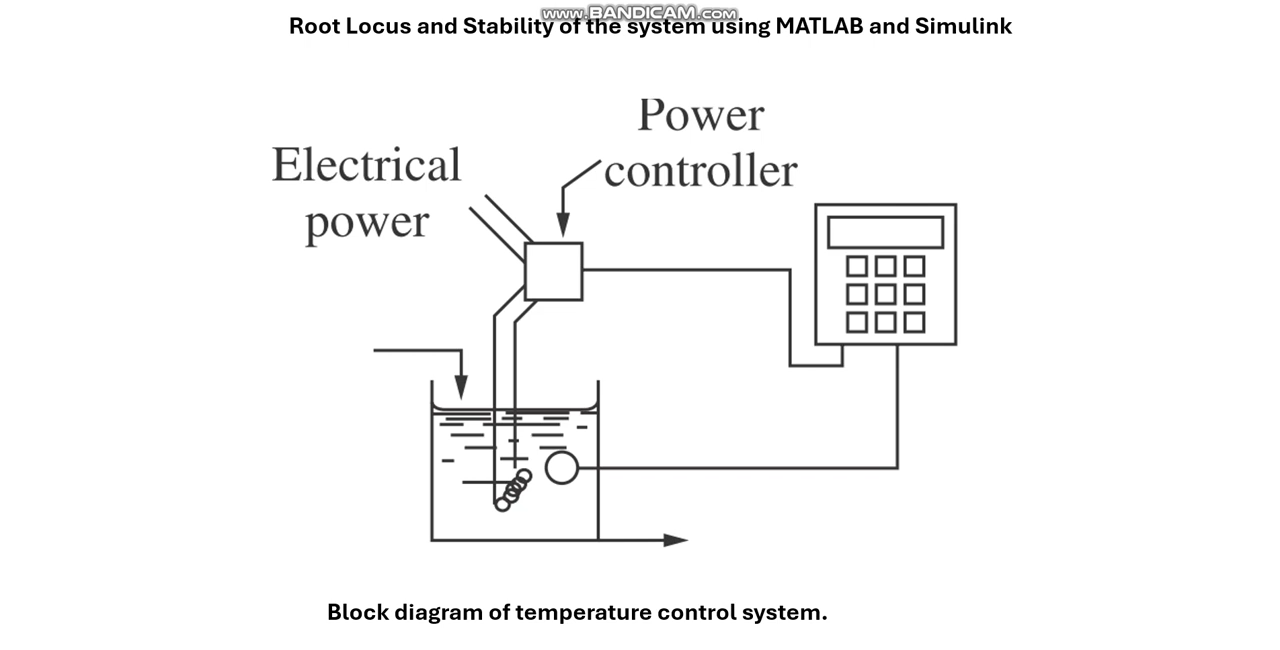 www.BANDICAM.com
Root Locus and Stability of the system using MATLAB and Simulink
Power
controller
Electrical
power
Block diagram of temperature control system.